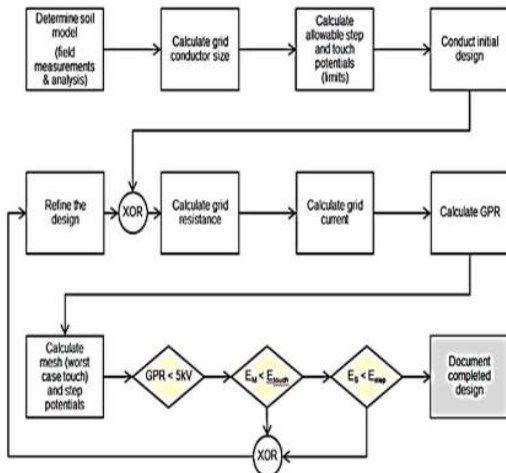 Determine soil
model
(field
measurements
& analysis)
Calculate grid
conductor size
Calculate
allowable step
and touch
potentials
(limits)
Conduct initial
design
Refine the
design
XOR
Calculate grid
resistance
Calculate grid
current
Calculate GPR
Calculate
mesh (worst
case touch)
and step
potentials
GPR < 5kV
EM < Etouch
ES < Estep
Document
completed
design
XOR